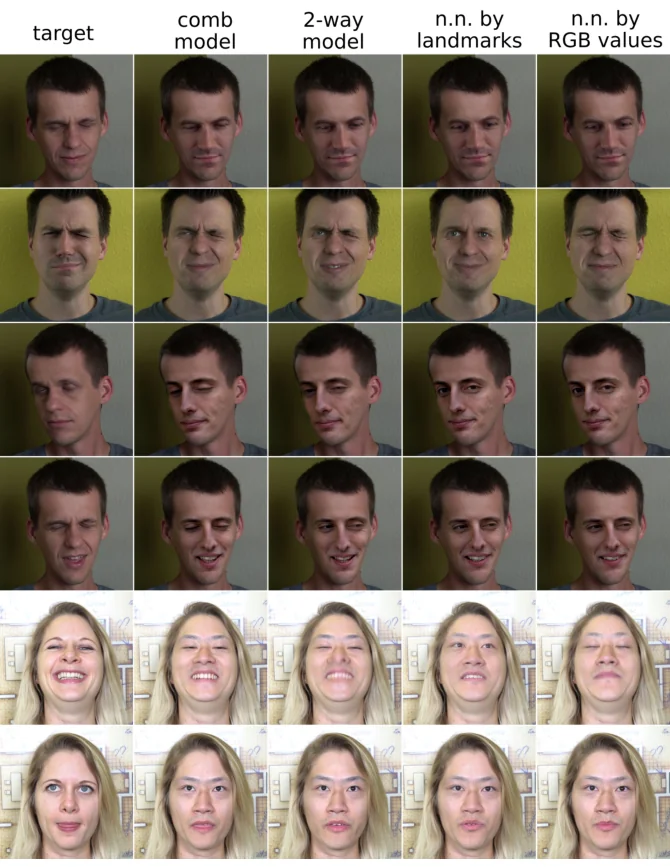 target
comb
model
2-way
model
n.n. by
landmarks
n.n. by
RGB values